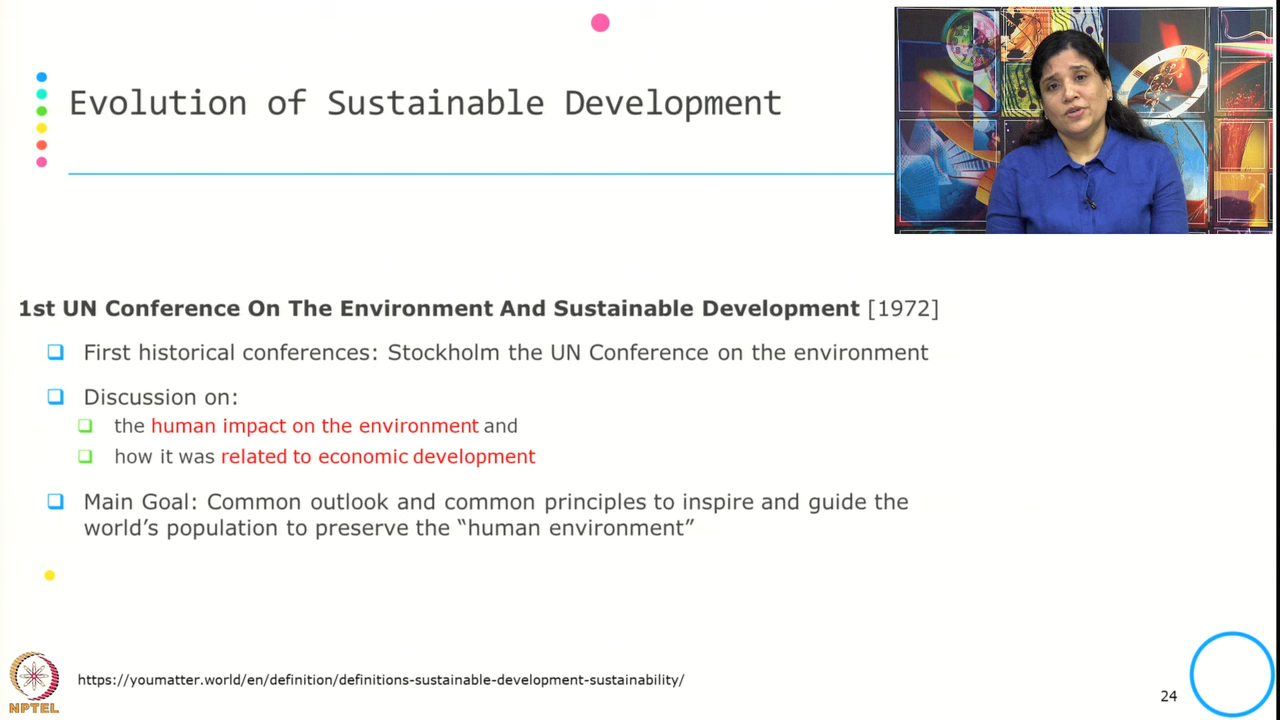 Evolution of Sustainable Development
1st UN Conference On The Environment And Sustainable Development [1972]
First historical conferences: Stockholm the UN Conference on the environment
Discussion on:
the human impact on the environment and
how it was related to economic development
Main Goal: Common outlook and common principles to inspire and guide the
world's population to preserve the “human environment”
NPTEL
https://youmatter.world/en/definition/definitions-sustainable-development-sustainability/
24